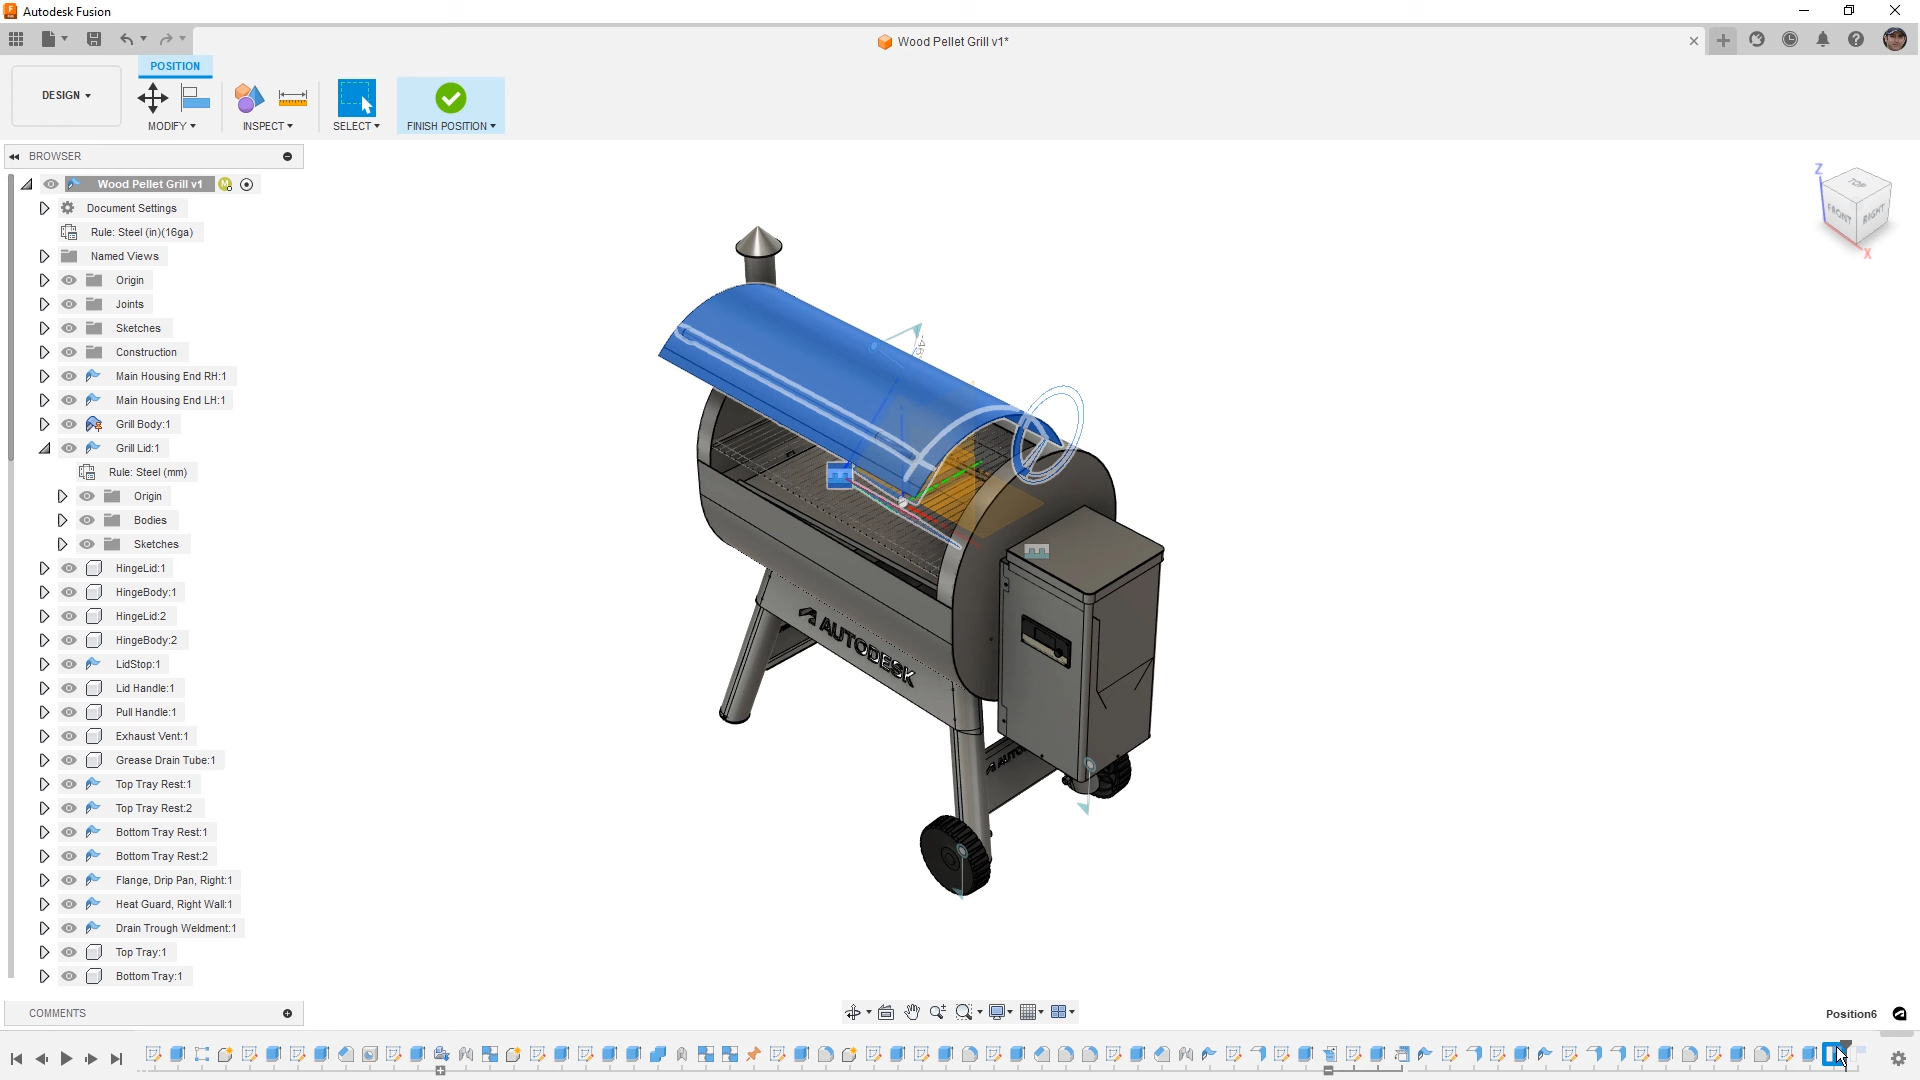 Autodesk Fusion
Wood Pellet Grill v1*
POSITION
DESIGN
MODIFY
INSPECT
SELECT
FINISH POSITION
BROWSER
Wood Pellet Grill v1
Document Settings
Rule: Steel (in)(16ga)
Named Views
Origin
Joints
Sketches
Construction
Main Housing End RH:1
Main Housing End LH:1
Grill Body:1
Grill Lid:1
Rule: Steel (mm)
Origin
Bodies
Sketches
HingeLid:1
HingeBody:1
HingeLid:2
HingeBody:2
LidStop:1
Lid Handle:1
Pull Handle:1
Exhaust Vent:1
Grease Drain Tube:1
Top Tray Rest:1
Top Tray Rest:2
Bottom Tray Rest:1
Bottom Tray Rest:2
Flange, Drip Pan, Right:1
Heat Guard, Right Wall:1
Drain Trough Weldment:1
Top Tray:1
Bottom Tray:1
Z
TOP
FRONT
RIGHT
X
AUTODESK
COMMENTS
Position6